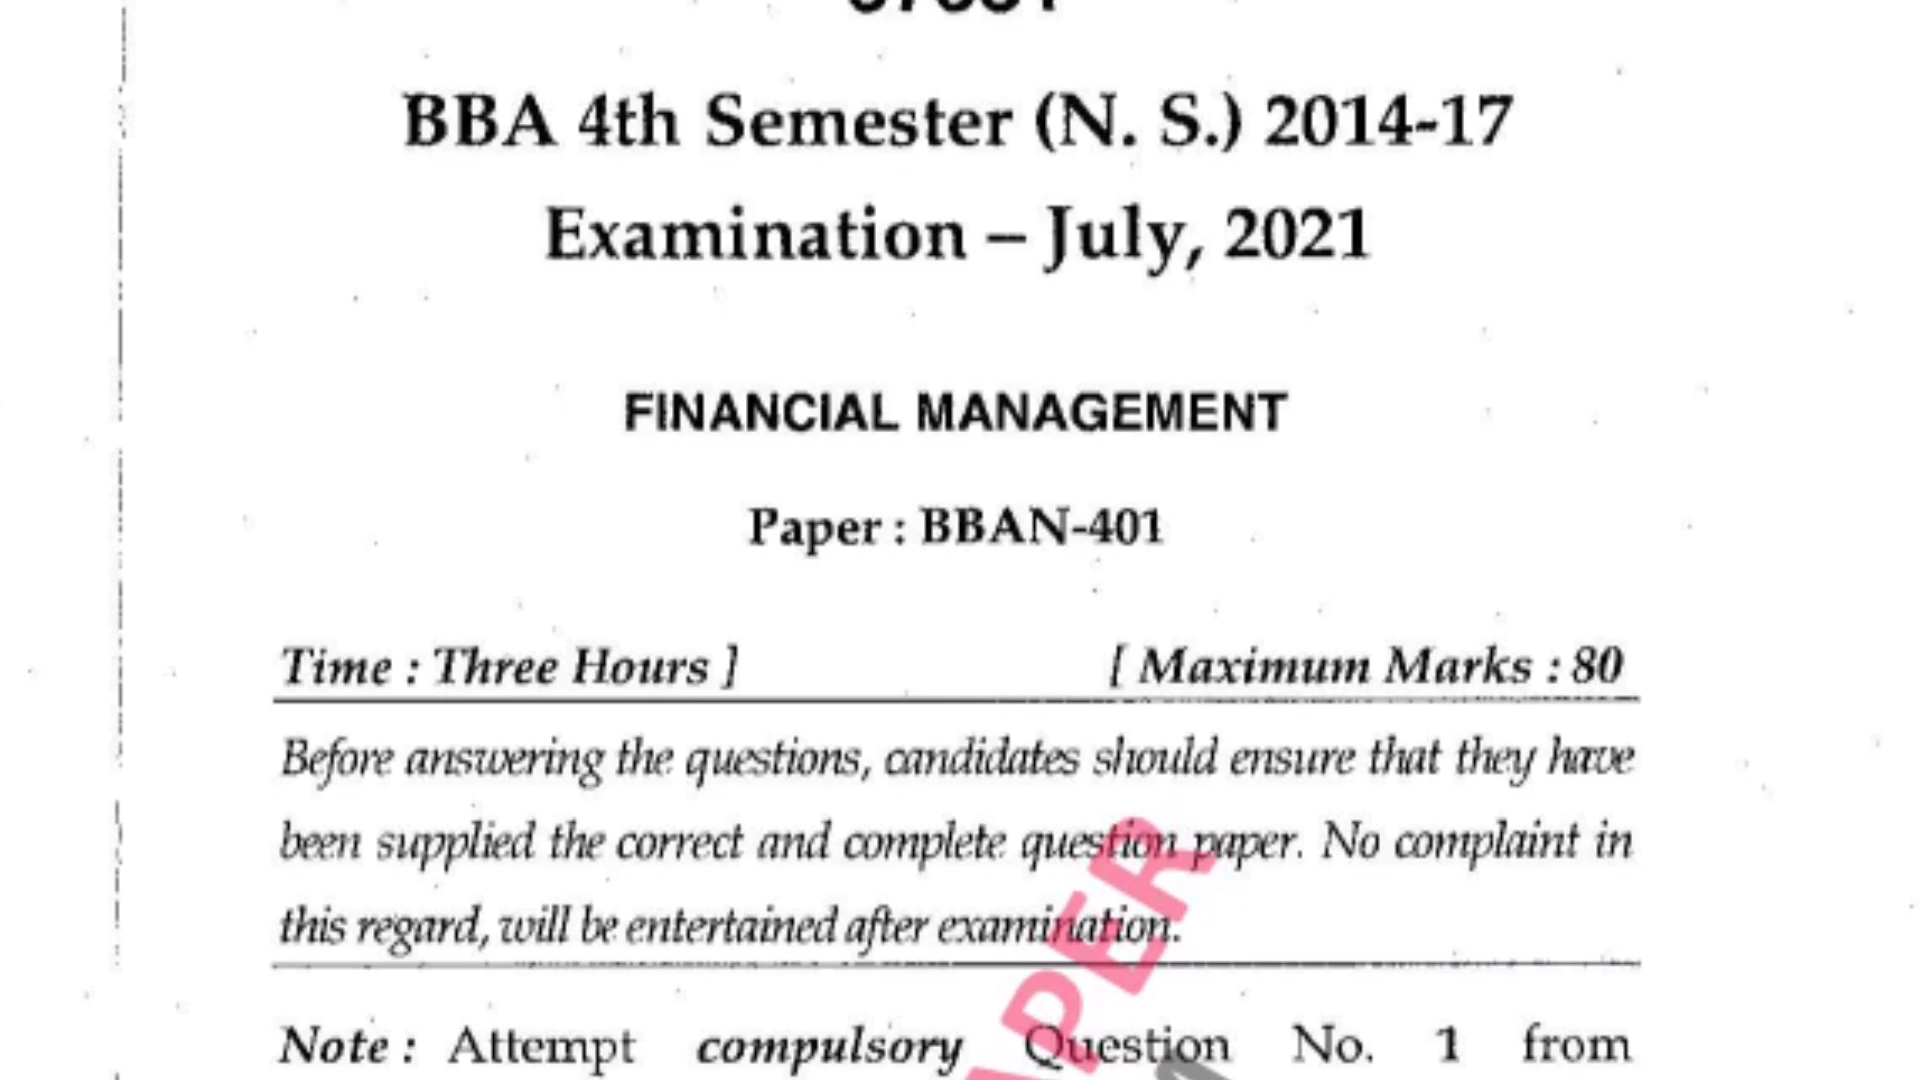 BBA 4th Semester (N. S.) 2014-17
Examination – July, 2021
FINANCIAL MANAGEMENT
Paper : BBAN-401
Time : Three Hours ] [ Maximum Marks : 80
Before answering the questions, candidates should ensure that they have
been supplied the correct and complete question paper. No complaint in
this regard, will be entertained after examination.
Note : Attempt compulsory Question No. 1 from